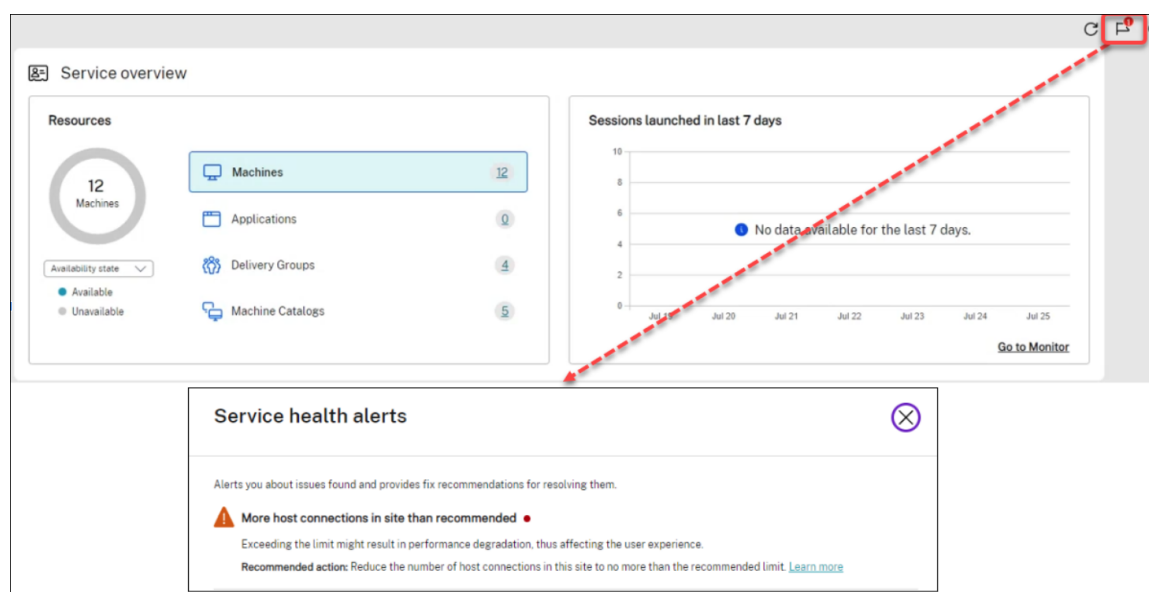 1
Service overview
Resources
12
Machines
Availability state
Available
Unavailable
Machines 12
Applications 0
Delivery Groups 4
Machine Catalogs 5
Sessions launched in last 7 days
10
8
6
4
2
0
No data available for the last 7 days.
Jul 19 Jul 20 Jul 21 Jul 22 Jul 23 Jul 24 Jul 25
Go to Monitor
Service health alerts
Alerts you about issues found and provides fix recommendations for resolving them.
More host connections in site than recommended
Exceeding the limit might result in performance degradation, thus affecting the user experience.
Recommended action: Reduce the number of host connections in this site to no more than the recommended limit. Learn more